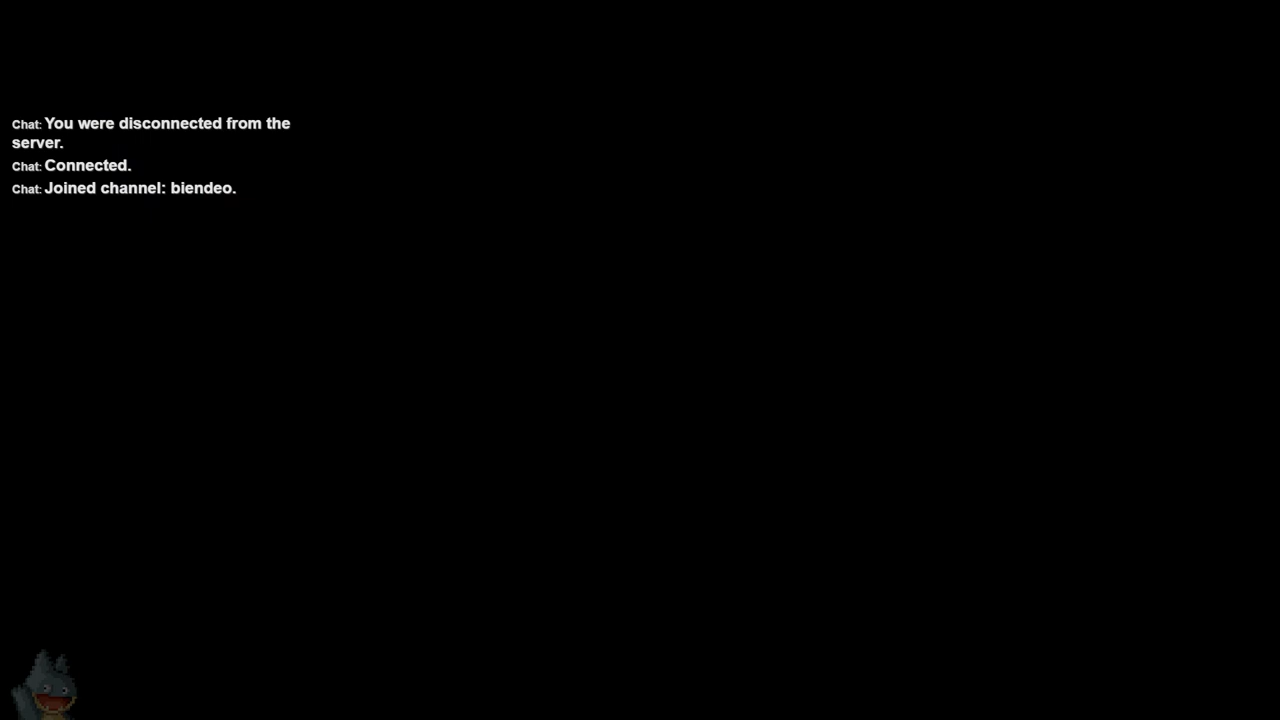 Chat: You were disconnected from the
server.
Chat: Connected.
Chat: Joined channel: biendeo.